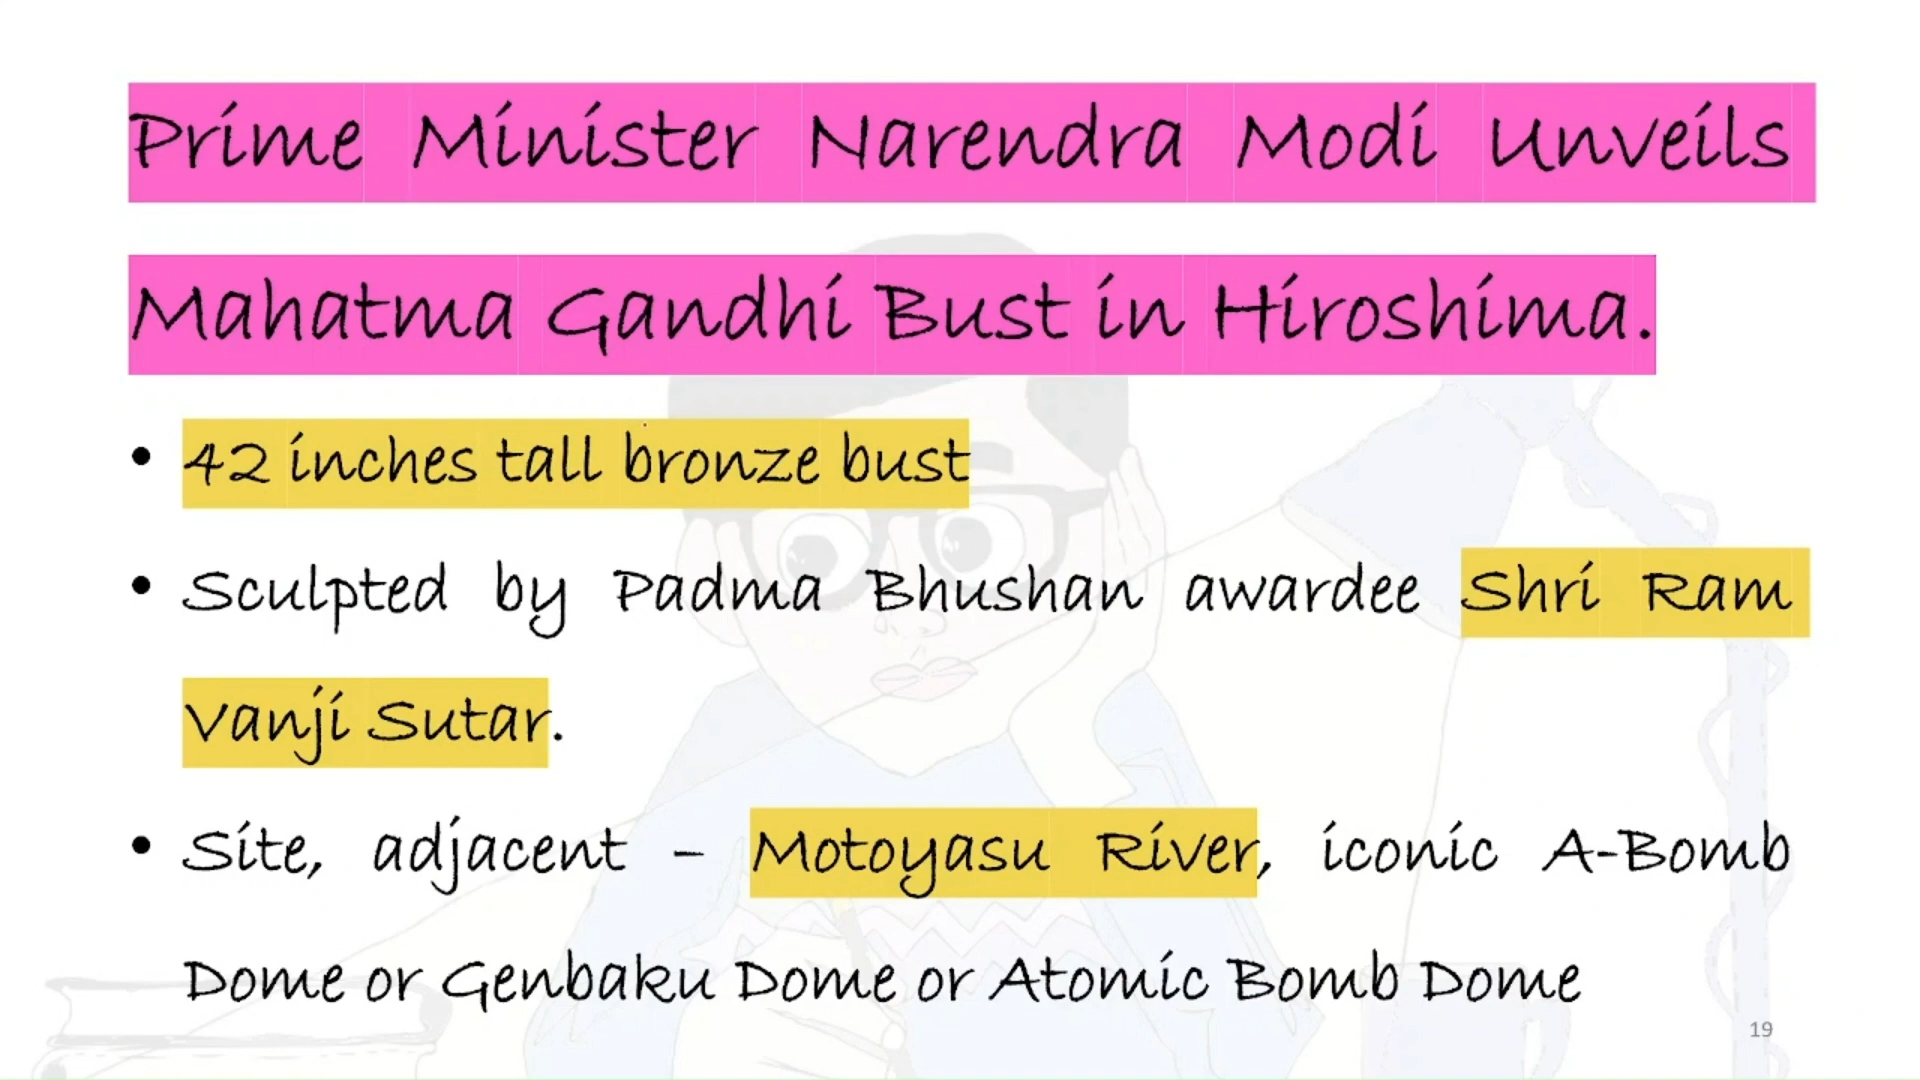 Prime Minister Narendra Modi Unveils
Mahatma Gandhi Bust in Hiroshima.
• 42 inches tall bronze bust
• Sculpted by Padma Bhushan awardee Shri Ram
Vanji Sutar.
• Site, adjacent – Motoyasu River, iconic A-Bomb
Dome or Genbaku Dome or Atomic Bomb Dome
19